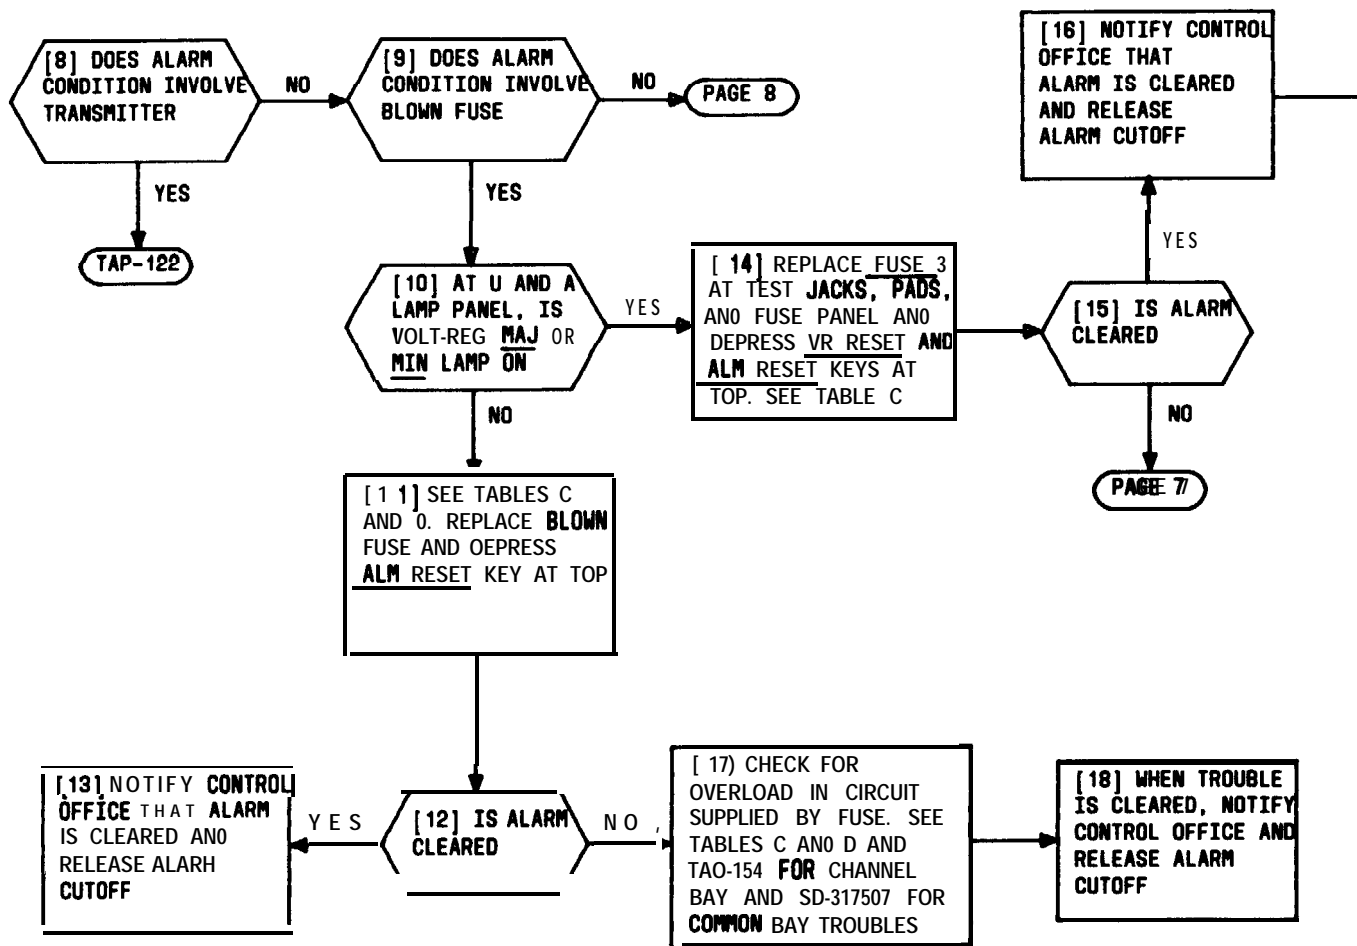 [8] DOES ALARM
CONDITION INVOLVE
TRANSMITTER
NO
YES
TAP-122
[9] DOES ALARM
CONDITION INVOLVE
BLOWN FUSE
NO
PAGE 8
YES
[10] AT U AND A
LAMP PANEL, IS
VOLT-REG MAJ OR
MIN LAMP ON
YES
NO
[14] REPLACE FUSE 3
AT TEST JACKS, PADS,
AN0 FUSE PANEL AN0
DEPRESS VR RESET AND
ALM RESET KEYS AT
TOP. SEE TABLE C
[15] IS ALARM
CLEARED
YES
[16] NOTIFY CONTROL
OFFICE THAT
ALARM IS CLEARED
AND RELEASE
ALARM CUTOFF
NO
PAGE 7
[1 1] SEE TABLES C
AND 0. REPLACE BLOWN
FUSE AND OEPRESS
ALM RESET KEY AT TOP
[12] IS ALARM
CLEARED
YES
[13] NOTIFY CONTROL
OFFICE THAT ALARM
IS CLEARED AN0
RELEASE ALARH
CUTOFF
NO,
[ 17) CHECK FOR
OVERLOAD IN CIRCUIT
SUPPLIED BY FUSE. SEE
TABLES C AN0 D AND
TAO-154 FOR CHANNEL
BAY AND SD-317507 FOR
COMMON BAY TROUBLES
[18] WHEN TROUBLE
IS CLEARED, NOTIFY
CONTROL OFFICE AND
RELEASE ALARM
CUTOFF